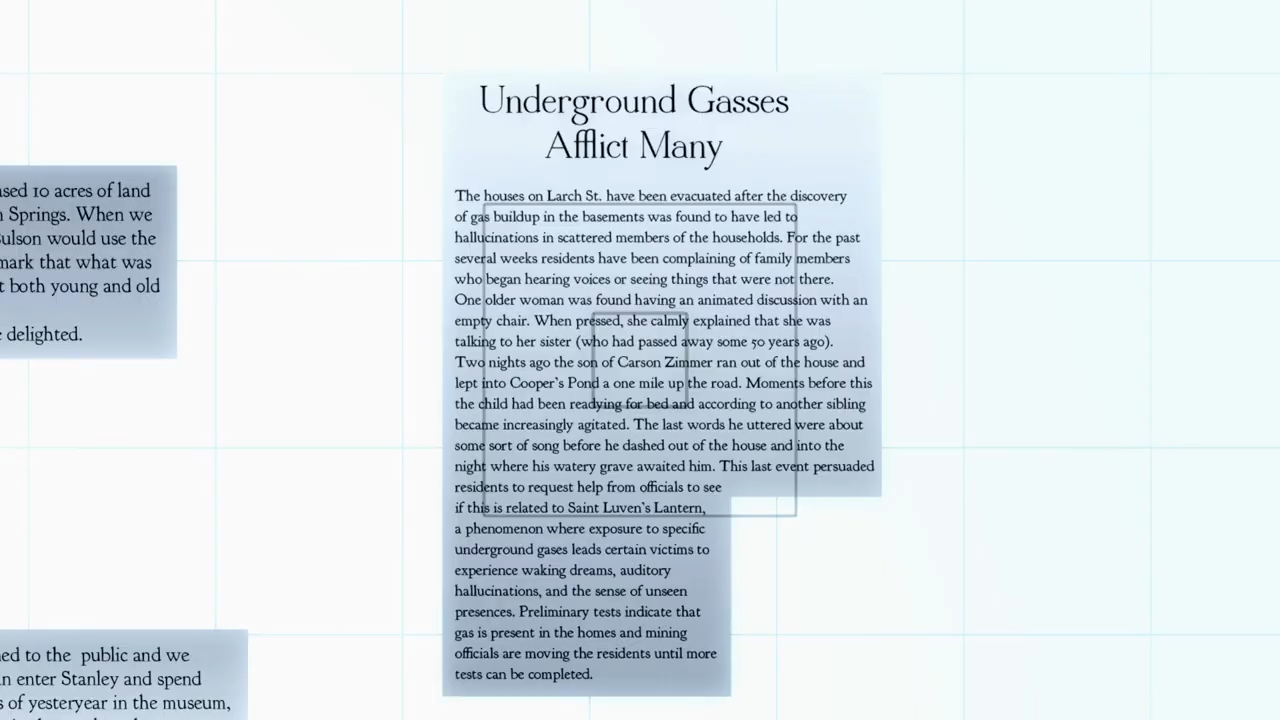 Underground Gasses
Afflict Many
The houses on Larch St. have been evacuated after the discovery
of gas buildup in the basements was found to have led to
hallucinations in scattered members of the households. For the past
several weeks residents have been complaining of family members
who began hearing voices or seeing things that were not there.
One older woman was found having an animated discussion with an
empty chair. When pressed, she calmly explained that she was
talking to her sister (who had passed away some 50 years ago).
Two nights ago the son of Carson Zimmer ran out of the house and
lept into Cooper's Pond a one mile up the road. Moments before this
the child had been readying for bed and according to another sibling
became increasingly agitated. The last words he uttered were about
some sort of song before he dashed out of the house and into the
night where his watery grave awaited him. This last event persuaded
residents to request help from officials to see
if this is related to Saint Luven's Lantern,
a phenomenon where exposure to specific
underground gases leads certain victims to
experience waking dreams, auditory
hallucinations, and the sense of unseen
presences. Preliminary tests indicate that
gas is present in the homes and mining
officials are moving the residents until more
tests can be completed.
10 acres of land
Springs. When we
would use the
that what was
both young and old
delighted.
to the public and we
enter Stanley and spend
of yesteryear in the museum,